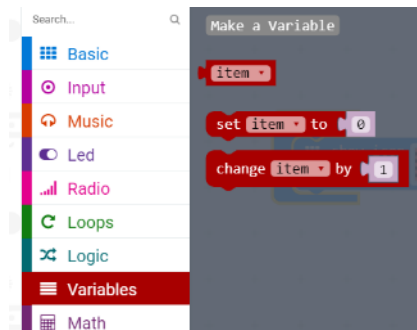 Search...
Basic
Input
Music
Led
Radio
Loops
Logic
Variables
Math
Make a Variable
item
set item to 0
change item by 1